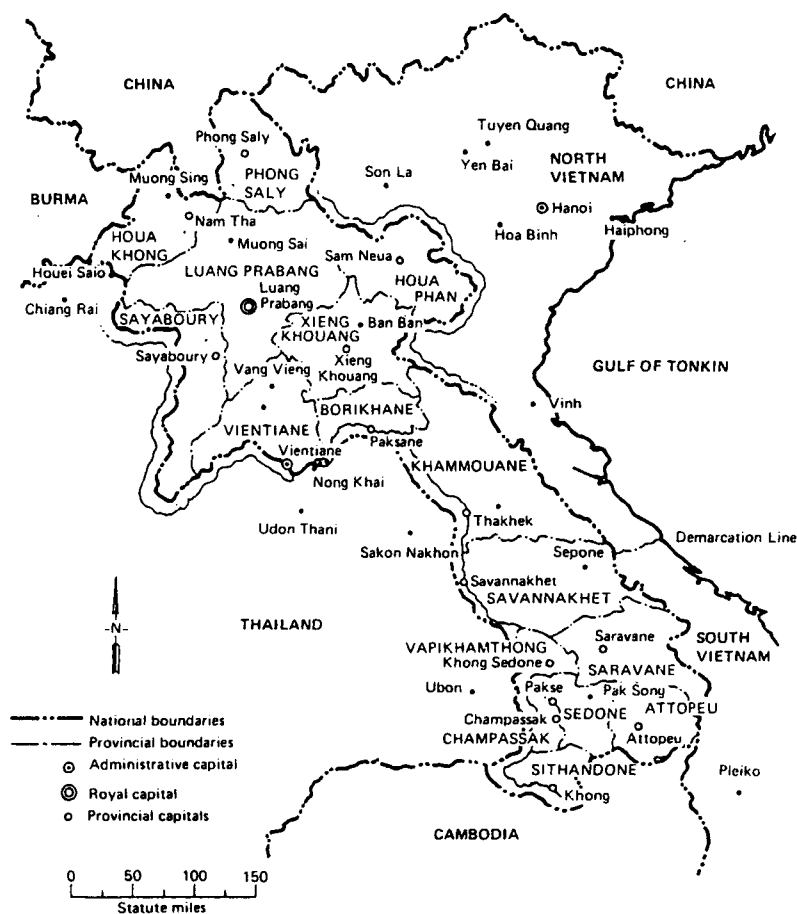 CHINA
CHINA
Phong Saly
PHONG
SALY
Tuyen Quang
Yen Bai
NORTH
VIETNAM
Son La
Muong Sing
BURMA
Nam Tha
Hanoi
HOUA
KHONG
Muong Sai
Hoa Binh
Haiphong
Sam Neua
Houei Saio
LUANG PRABANG
HOUA
PHAN
Luang
Prabang
Chiang Rai
SAYABOURY
XIENG
KHOUANG
Ban Ban
Sayaboury
Xieng
Khouang
Vang Vieng
GULF OF TONKIN
BORIKHANE
Vinh
VIENTIANE
Paksane
Vientiane
KHAMMOUANE
Nong Khai
Thakhek
Udon Thani
Demarcation Line
Sakon Nakhon
Sepone
Savannakhet
SAVANNAKHET
-N-
THAILAND
Saravane
SOUTH
VIETNAM
VAPIKHAMTHONG
Khong Sedone
SARAVANE
Ubon
Pakse
Pak Song
ATTOPEU
Champassak
SEDONE
CHAMPASSAK
Attopeu
SITHANDONE
Khong
Pleiko
CAMBODIA
National boundaries
Provincial boundaries
Administrative capital
Royal capital
Provincial capitals
0 50 100 150
Statute miles